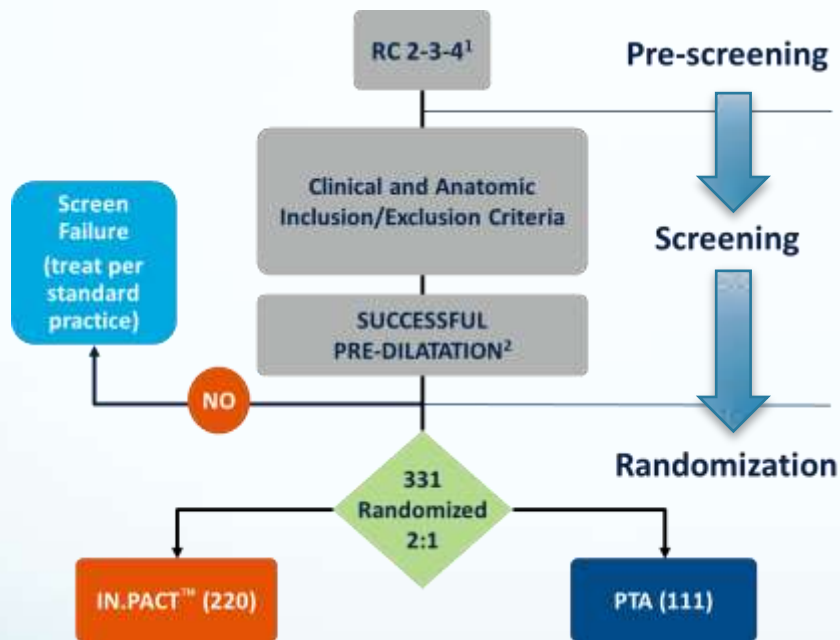 RC 2-3-4¹
Pre-screening
Clinical and Anatomic
Inclusion/Exclusion Criteria
Screening
Screen
Failure
(treat per
standard
practice)
SUCCESSFUL
PRE-DILATATION²
NO
Randomization
331
Randomized
2:1
IN.PACT™ (220)
PTA (111)